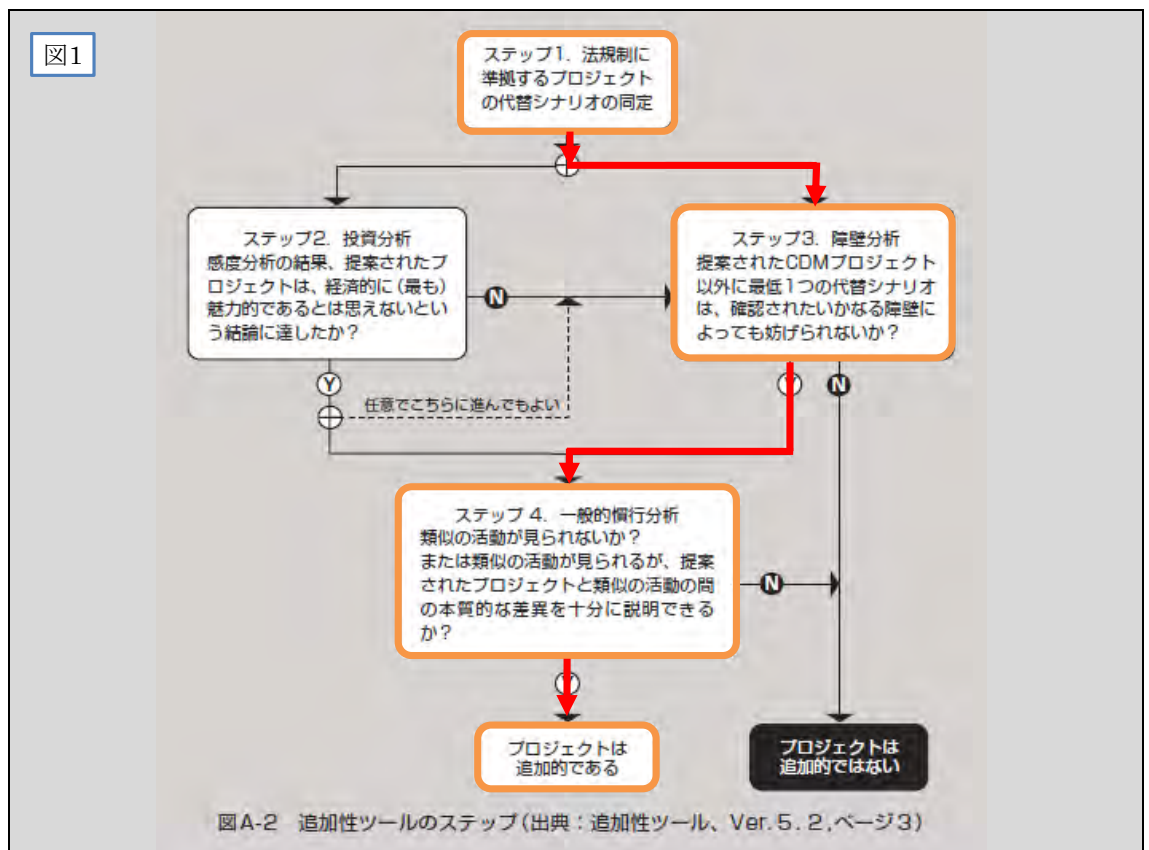 図1
ステップ1. 法規制に
準拠するプロジェクト
の代替シナリオの同定
ステップ2. 投資分析
感度分析の結果、提案されたプ
ロジェクトは、経済的に(最も)
魅力的であるとは思えないとい
う結論に達したか?
N
ステップ3. 障壁分析
提案されたCDMプロジェクト
以外に最低1つの代替シナリオ
は、確認されたいかなる障壁に
よっても妨げられないか?
Y
任意でこちらに進んでもよい
Y
N
ステップ 4. 一般的慣行分析
類似の活動が見られないか?
または類似の活動が見られるが、提案
されたプロジェクトと類似の活動の間
の本質的な差異を十分に説明できる
か?
N
Y
プロジェクトは
追加的である
プロジェクトは
追加的ではない
図A-2 追加性ツールのステップ(出典:追加性ツール、Ver.5.2,ページ3)